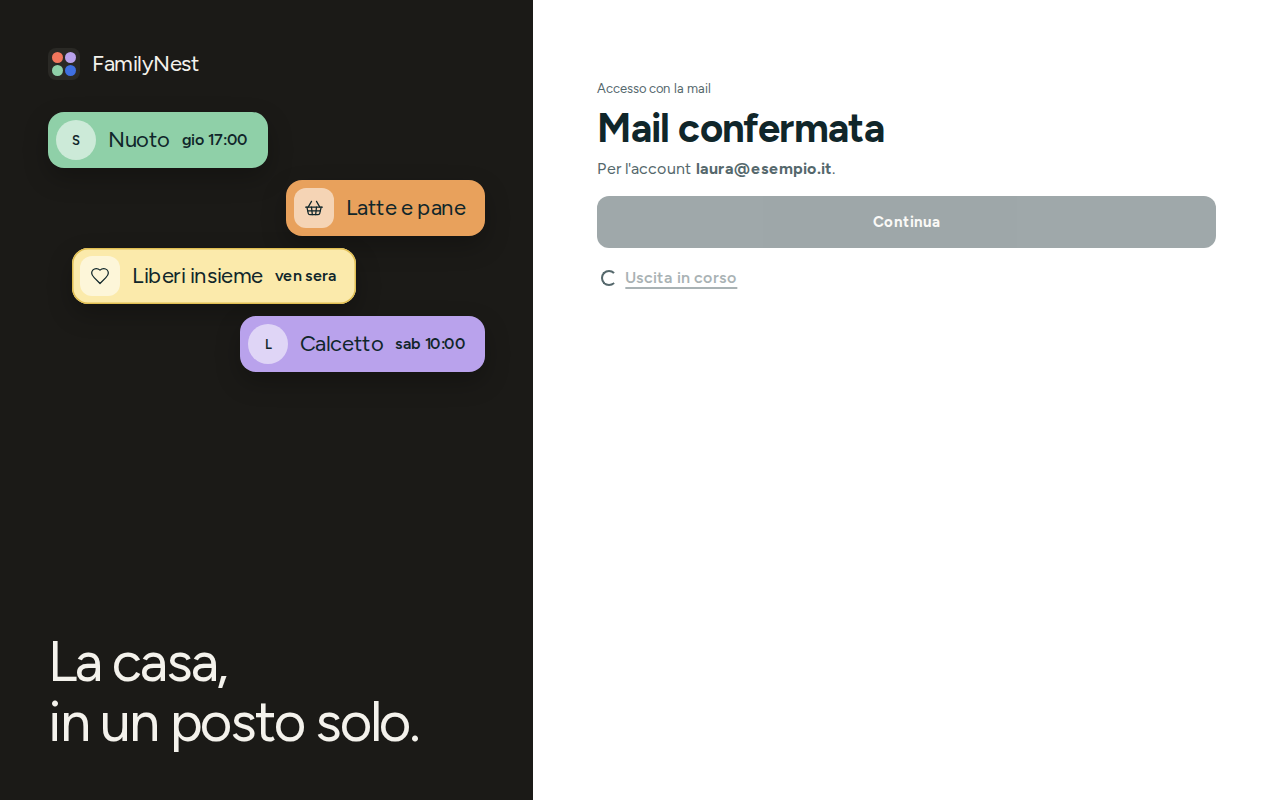 FamilyNest
S Nuoto gio 17:00
Latte e pane
Liberi insieme ven sera
L Calcetto sab 10:00
La casa,
in un posto solo.
Accesso con la mail
Mail confermata
Per l'account laura@esempio.it.
Continua
Uscita in corso